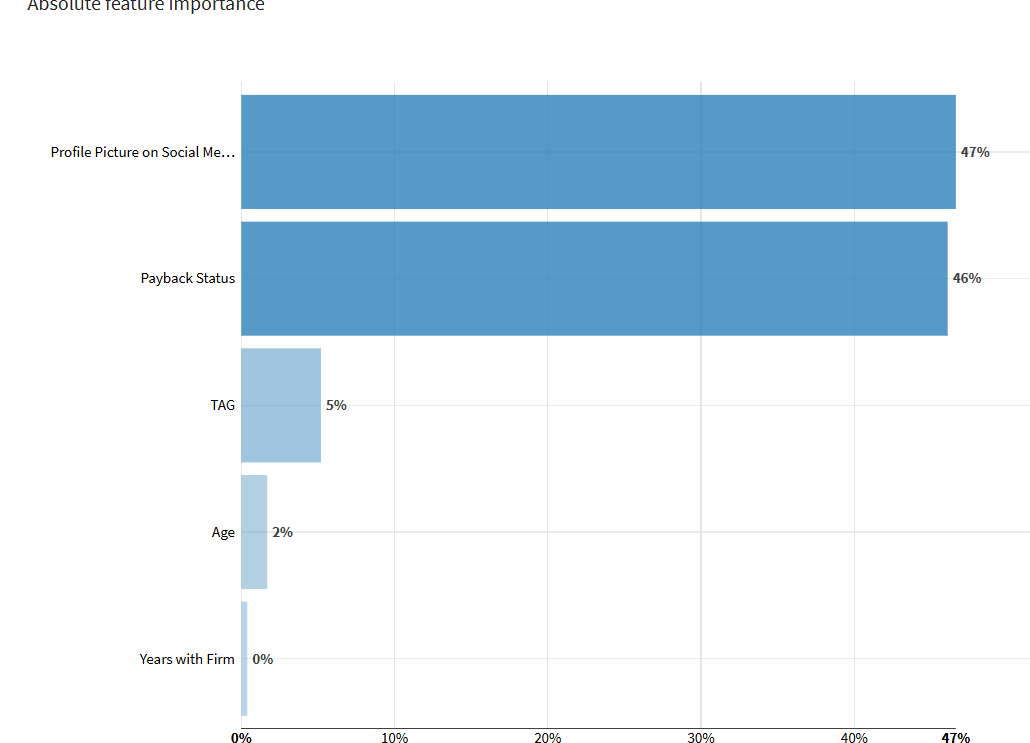 Absolute feature importance
Profile Picture on Social Me…
47%
Payback Status
46%
TAG
5%
Age
2%
Years with Firm
0%
0%
10%
20%
30%
40%
47%